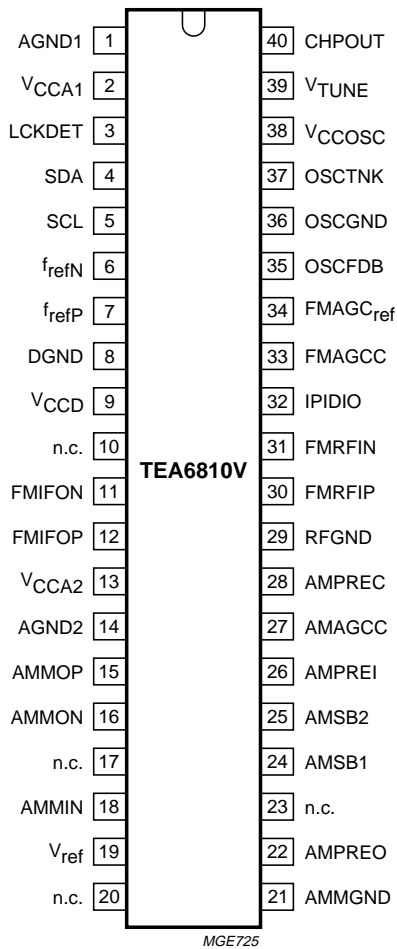 AGND1 1 40 CHPOUT
VCCA1 2 39 VTUNE
LCKDET 3 38 VCCOSC
SDA 4 37 OSCTNK
SCL 5 36 OSCGND
frefN 6 35 OSCFDB
frefP 7 34 FMAGCref
DGND 8 33 FMAGCC
VCCD 9 32 IPIDIO
n.c. 10 31 FMRFIN
TEA6810V
FMIFON 11 30 FMRFIP
FMIFOP 12 29 RFGND
VCCA2 13 28 AMPREC
AGND2 14 27 AMAGCC
AMMOP 15 26 AMPREI
AMMON 16 25 AMSB2
n.c. 17 24 AMSB1
AMMIN 18 23 n.c.
Vref 19 22 AMPREO
n.c. 20 21 AMMGND
MGE725